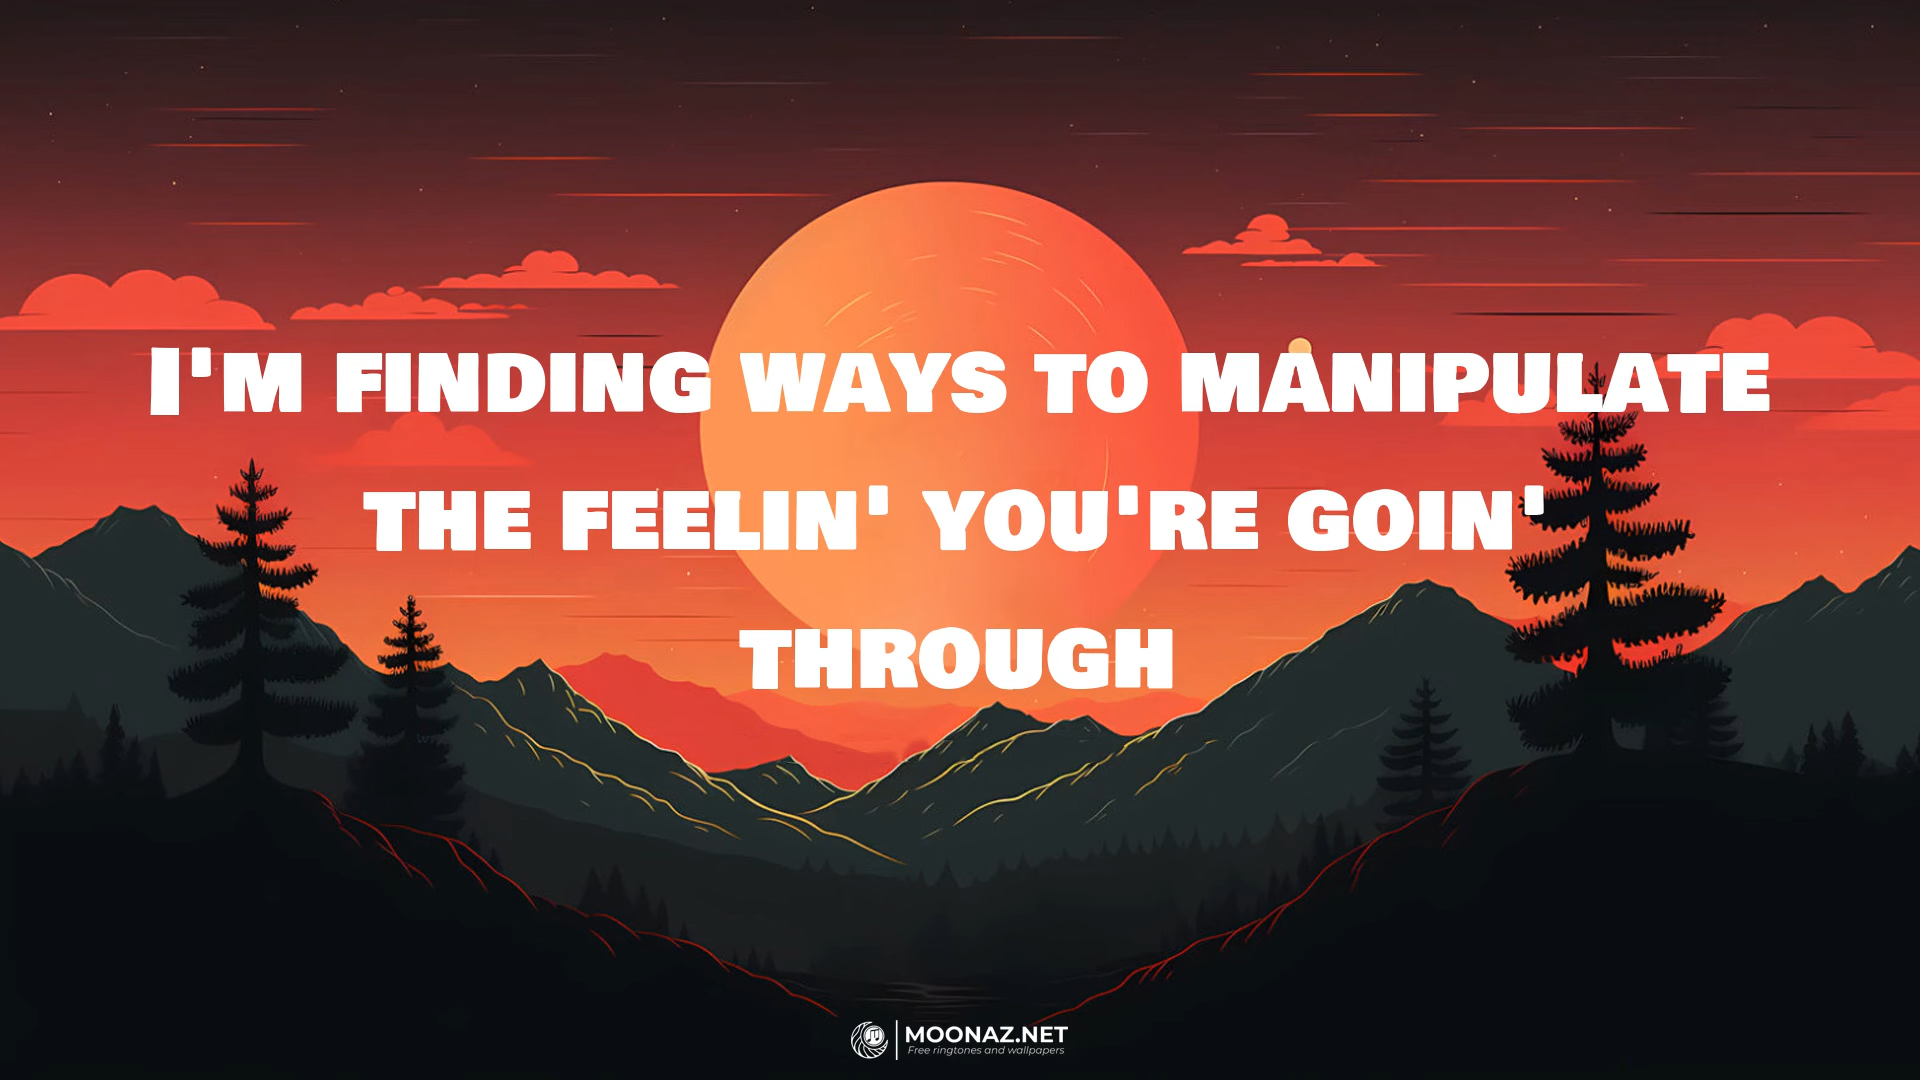 I'm finding ways to manipulate
the feelin' you're goin'
through
MOONAZ.NET
Free ringtones and wallpapers